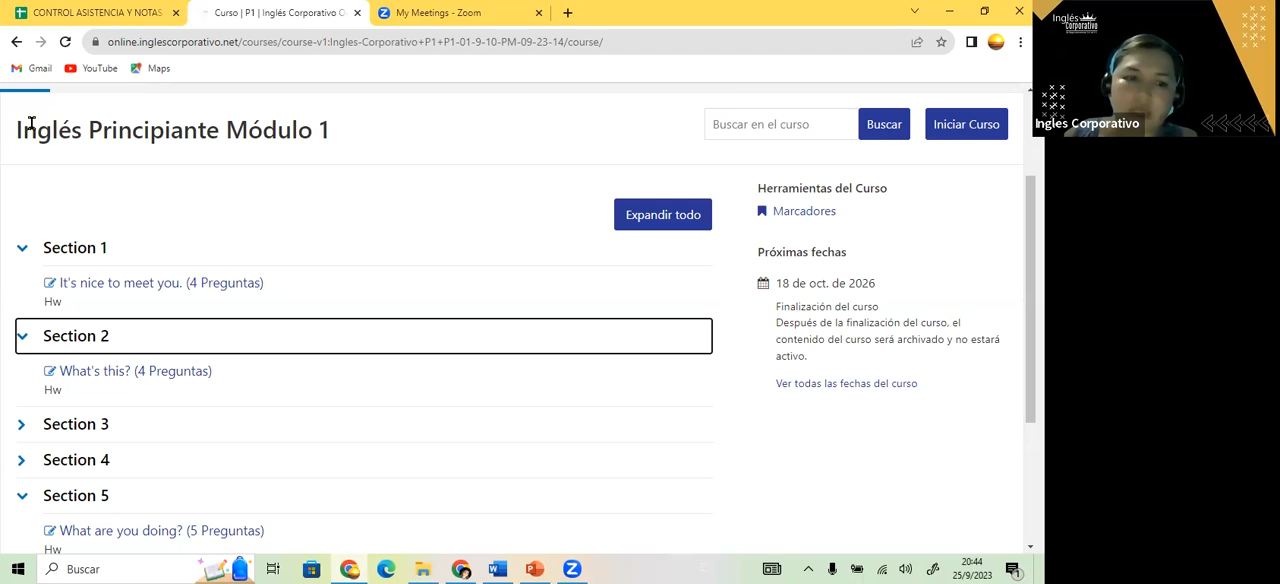 CONTROL ASISTENCIA Y NOTAS
Curso | P1 | Inglés Corporativo O
My Meetings - Zoom
online.inglescorporativo.net/courses/course-v1:Ingles-Corporativo+P1+P1-01-9-10-PM-09-23-14/course/
Gmail
YouTube
Maps
Inglés Principiante Módulo 1
Buscar en el curso
Buscar
Iniciar Curso
Expandir todo
Section 1
It's nice to meet you. (4 Preguntas)
Hw
Section 2
What's this? (4 Preguntas)
Hw
Section 3
Section 4
Section 5
What are you doing? (5 Preguntas)
Hw
Herramientas del Curso
Marcadores
Próximas fechas
18 de oct. de 2026
Finalización del curso
Después de la finalización del curso, el
contenido del curso será archivado y no estará
activo.
Ver todas las fechas del curso
Inglés
Corporativo
Ingles Corporativo
Buscar
20:44
25/9/2023
1